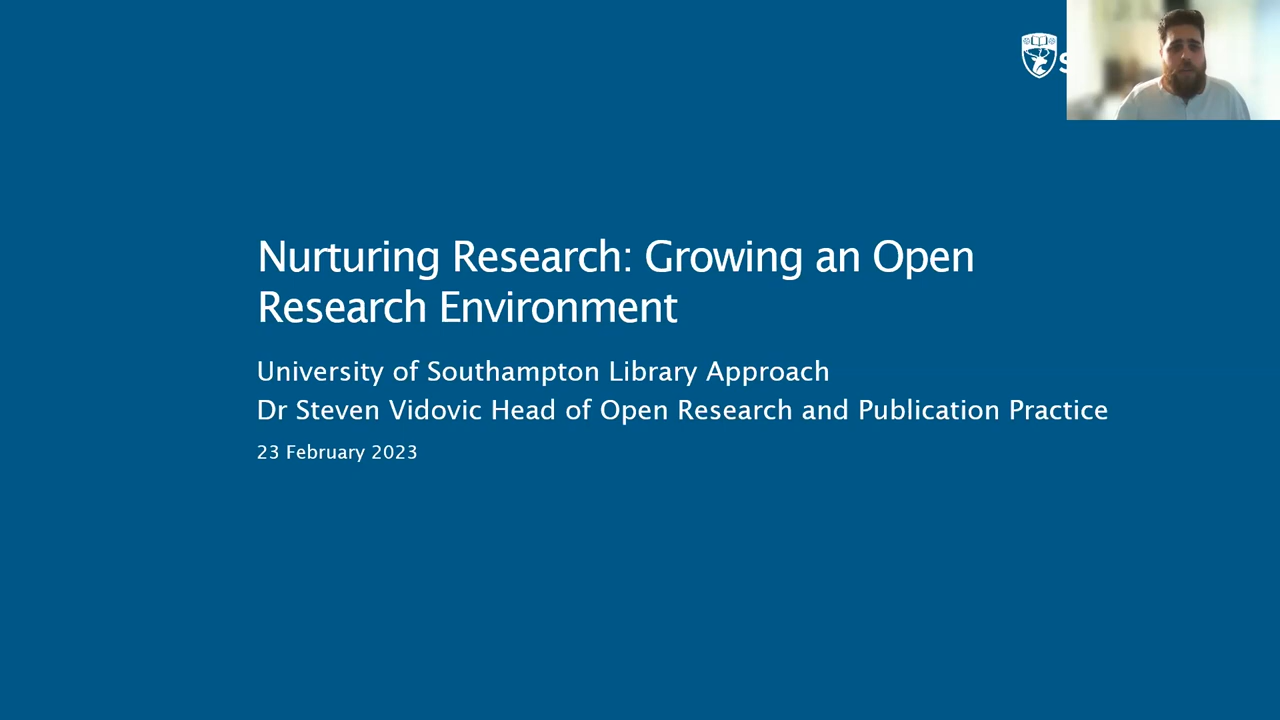 Nurturing Research: Growing an Open
Research Environment
University of Southampton Library Approach
Dr Steven Vidovic Head of Open Research and Publication Practice
23 February 2023